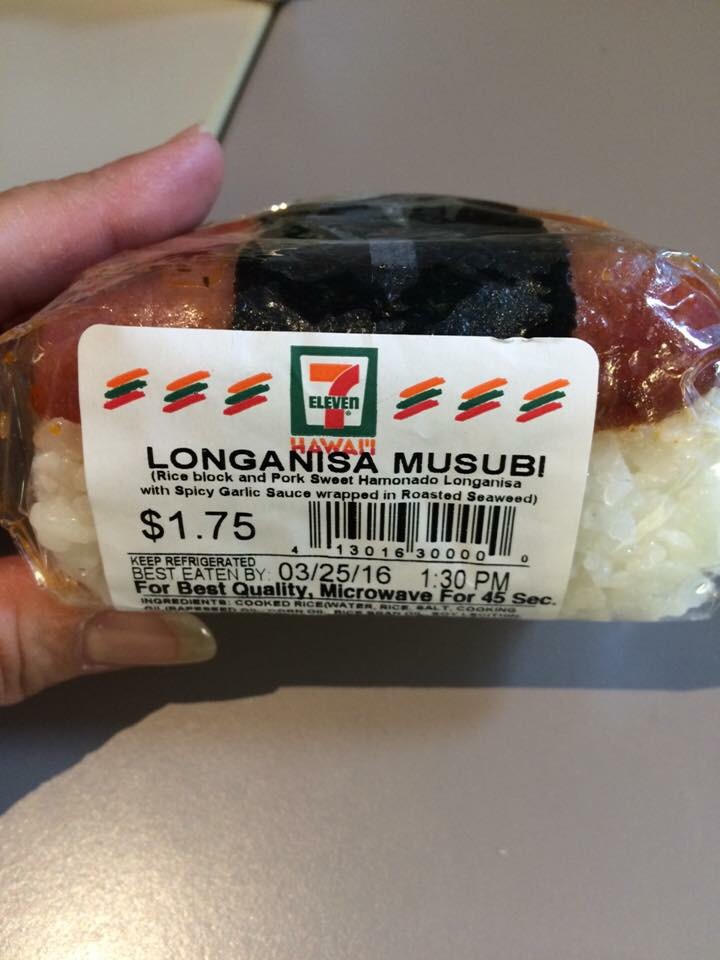 7
ELEVEN
HAWAI'I
LONGANISA MUSUBI
(Rice block and Pork Sweet Hamonado Longanisa
with Spicy Garlic Sauce wrapped in Roasted Seaweed)
$1.75
4 13016 30000 0
KEEP REFRIGERATED
BEST EATEN BY: 03/25/16 1:30 PM
For Best Quality, Microwave For 45 Sec.
INGREDIENTS: COOKED RICE(WATER, RICE, SALT, COOKING